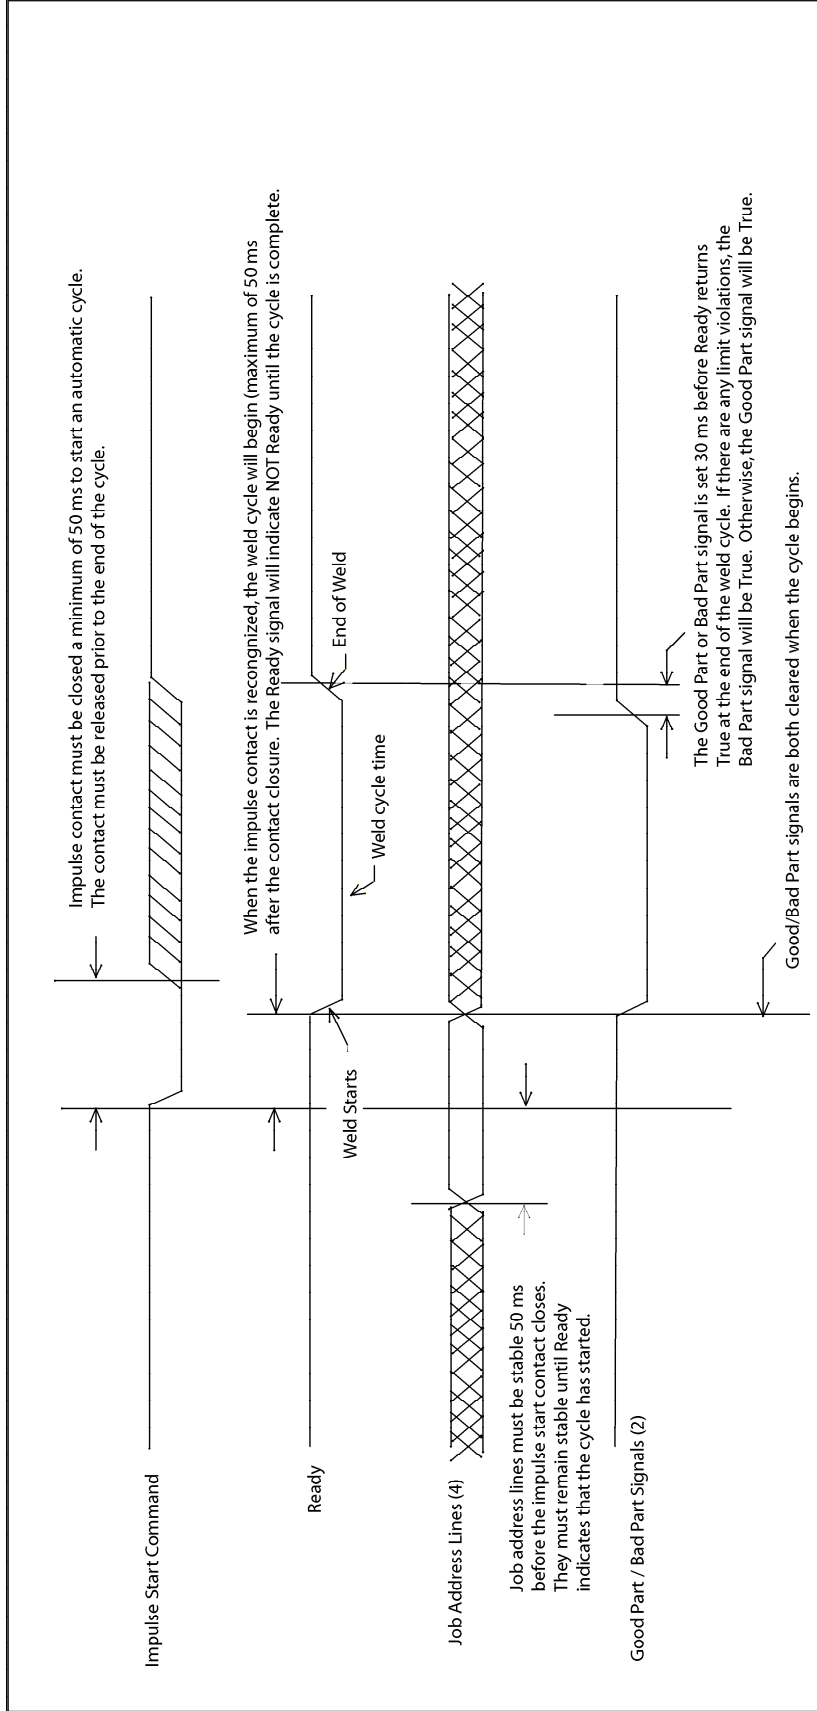 Impulse contact must be closed a minimum of 50 ms to start an automatic cycle.
The contact must be released prior to the end of the cycle.
Impulse Start Command
When the impulse contact is recognized, the weld cycle will begin (maximum of 50 ms
after the contact closure. The Ready signal will indicate NOT Ready until the cycle is complete.
Ready
Weld Starts
Weld cycle time
End of Weld
Job Address Lines (4)
Job address lines must be stable 50 ms
before the impulse start contact closes.
They must remain stable until Ready
indicates that the cycle has started.
Good Part / Bad Part Signals (2)
The Good Part or Bad Part signal is set 30 ms before Ready returns
True at the end of the weld cycle. If there are any limit violations, the
Bad Part signal will be True. Otherwise, the Good Part signal will be True.
Good/Bad Part signals are both cleared when the cycle begins.